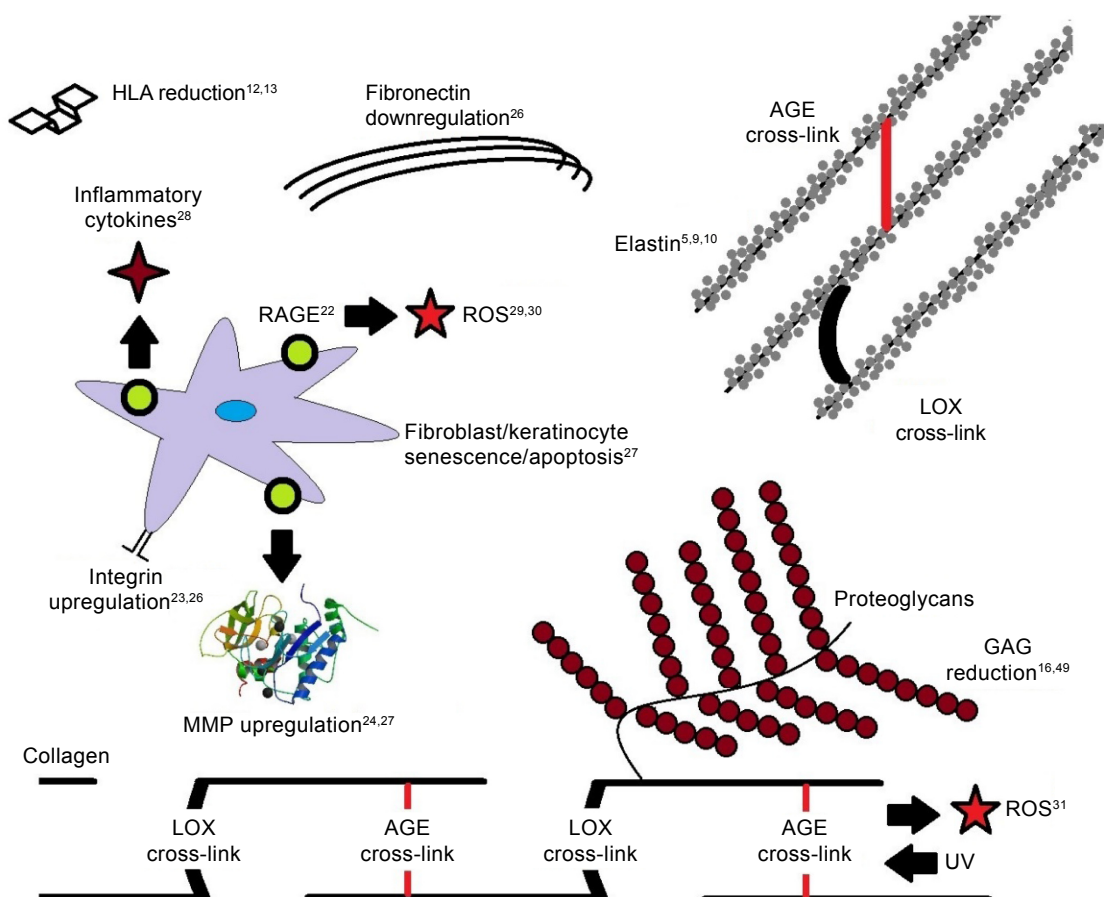 HLA reduction12,13
Fibronectin
downregulation26
AGE
cross-link
Inflammatory
cytokines28
Elastin5,9,10
RAGE22
ROS29,30
LOX
cross-link
Fibroblast/keratinocyte
senescence/apoptosis27
Integrin
upregulation23,26
Proteoglycans
GAG
reduction16,49
MMP upregulation24,27
Collagen
LOX
cross-link
AGE
cross-link
LOX
cross-link
AGE
cross-link
ROS31
UV